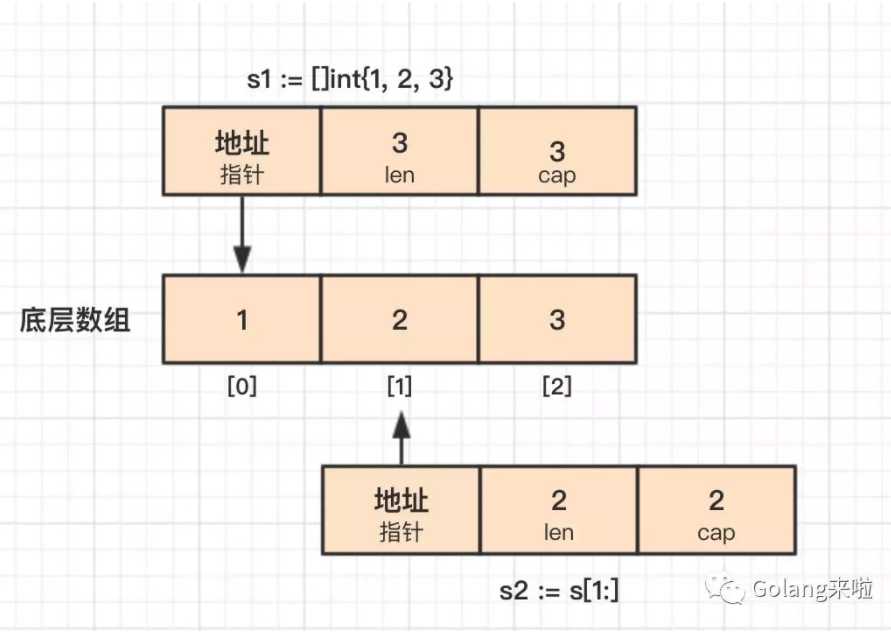 s1 := []int{1, 2, 3}
地址 3 3
指针 len cap
底层数组 1 2 3
[0] [1] [2]
地址 2 2
指针 len cap
s2 := s[1:]
Golang来啦